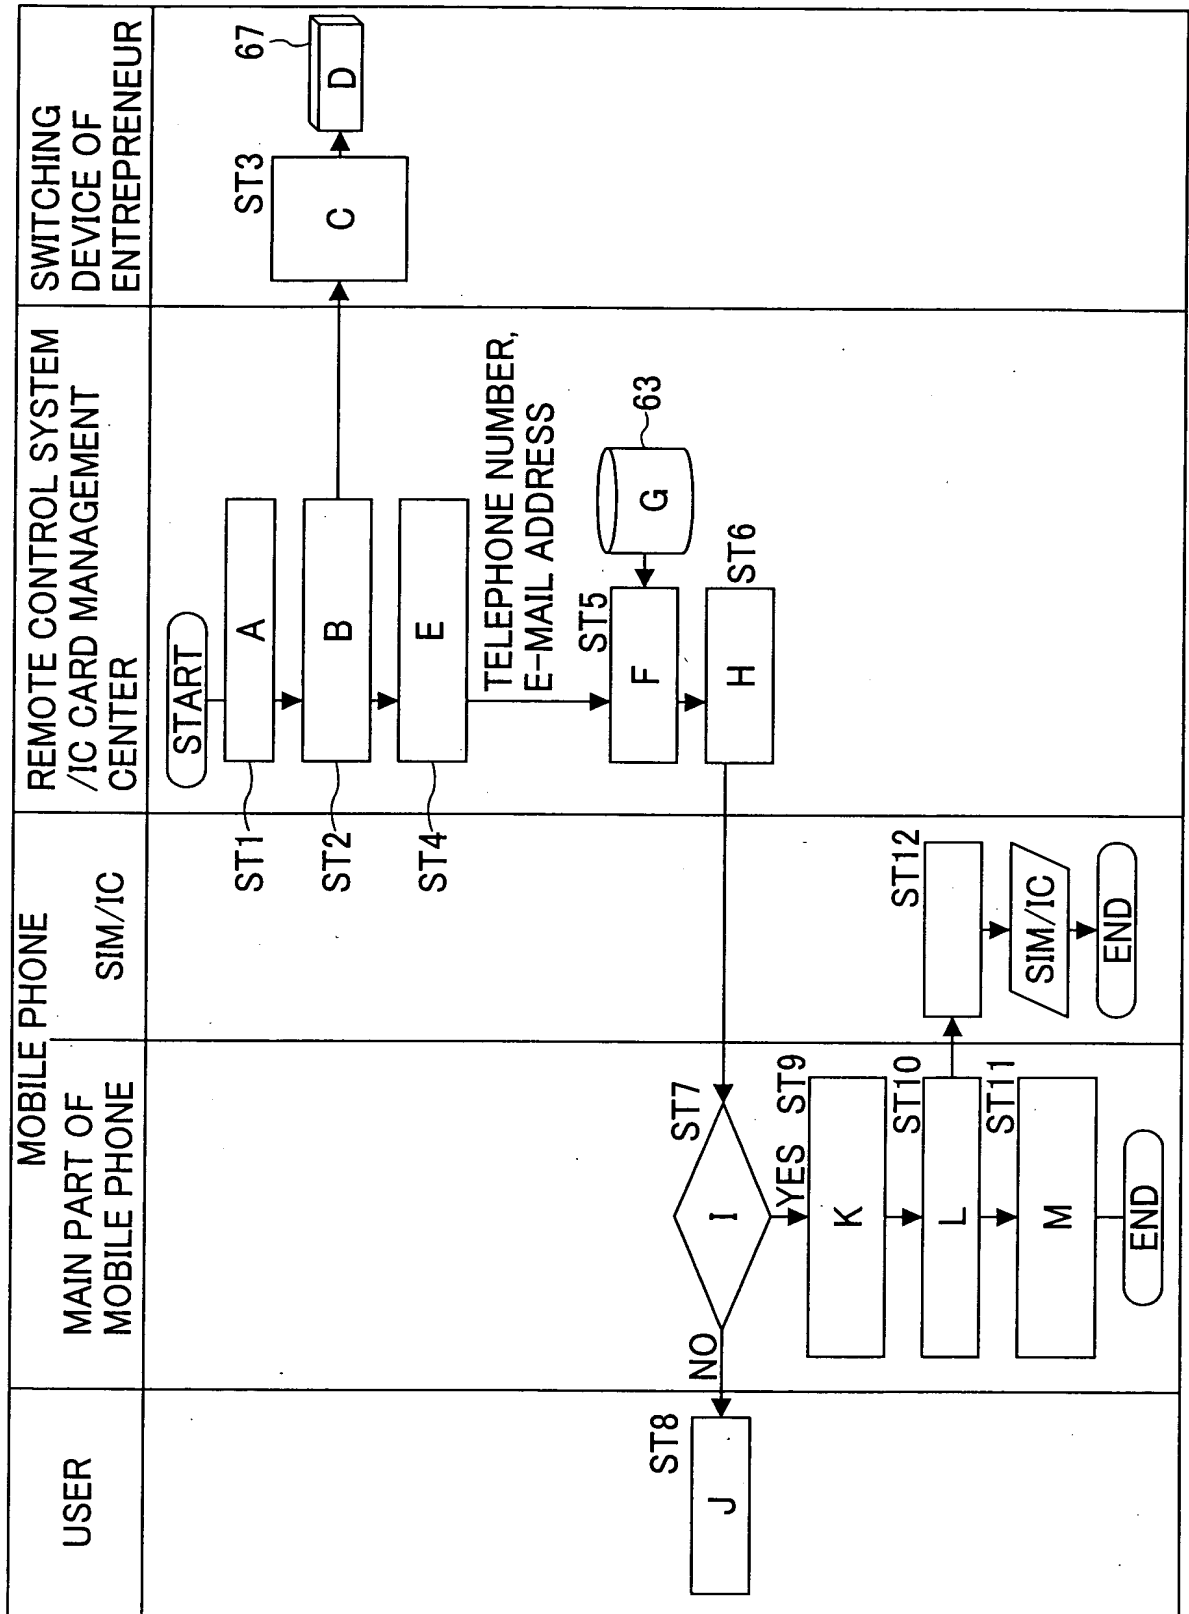 USER
MOBILE PHONE
MAIN PART OF
MOBILE PHONE
SIM/IC
REMOTE CONTROL SYSTEM
/IC CARD MANAGEMENT
CENTER
SWITCHING
DEVICE OF
ENTREPRENEUR
START
ST1
A
ST2
B
ST3
C
D
67
ST4
E
TELEPHONE NUMBER,
E-MAIL ADDRESS
ST5
F
G
63
H
ST6
ST7
I
NO
YES
ST8
J
ST9
K
ST10
L
ST11
M
END
ST12
SIM/IC
END